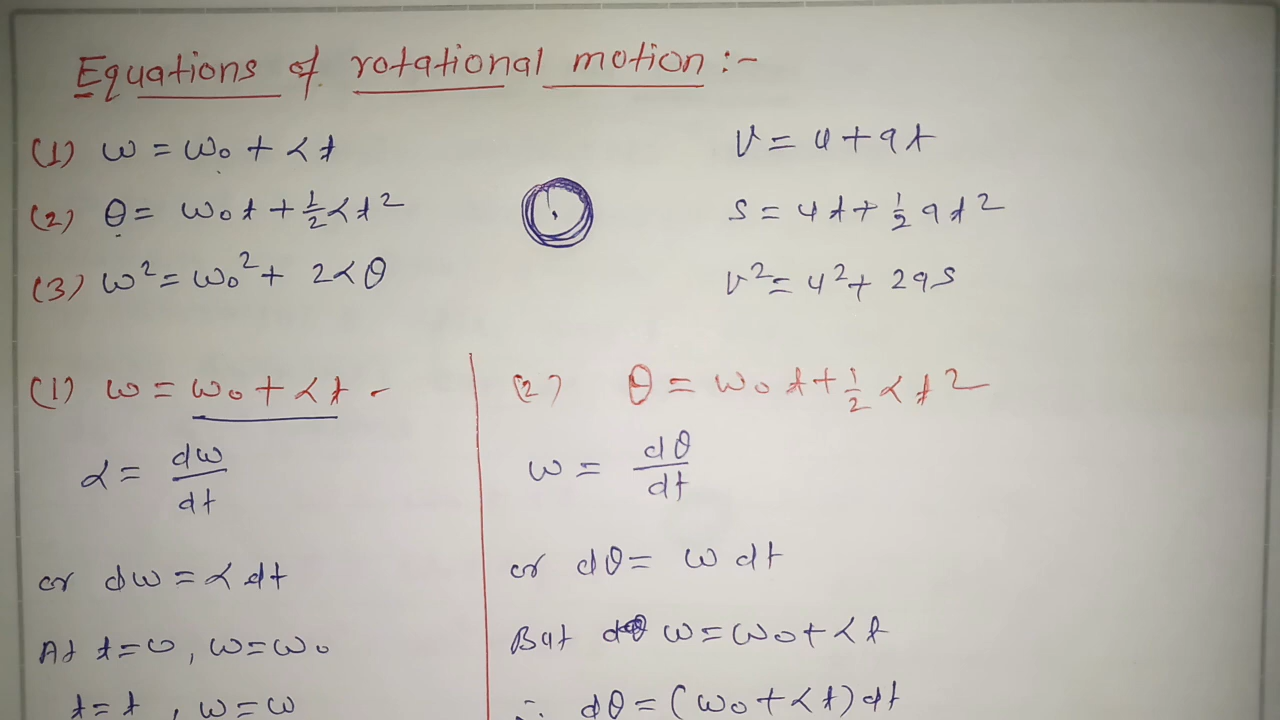 Equations of rotational motion :-
(1) ω = ω₀ + αt
v = u + at
(2) θ = ω₀t + ½αt²
s = ut + ½at²
(3) ω² = ω₀² + 2αθ
v² = u² + 2as
(1) ω = ω₀ + αt -
α = dω/dt
or dω = α dt
At t=0, ω=ω₀
t=t, ω=ω
(2) θ = ω₀t + ½αt²
ω = dθ/dt
or dθ = ω dt
But ω = ω₀ + αt
∴ dθ = (ω₀ + αt)dt